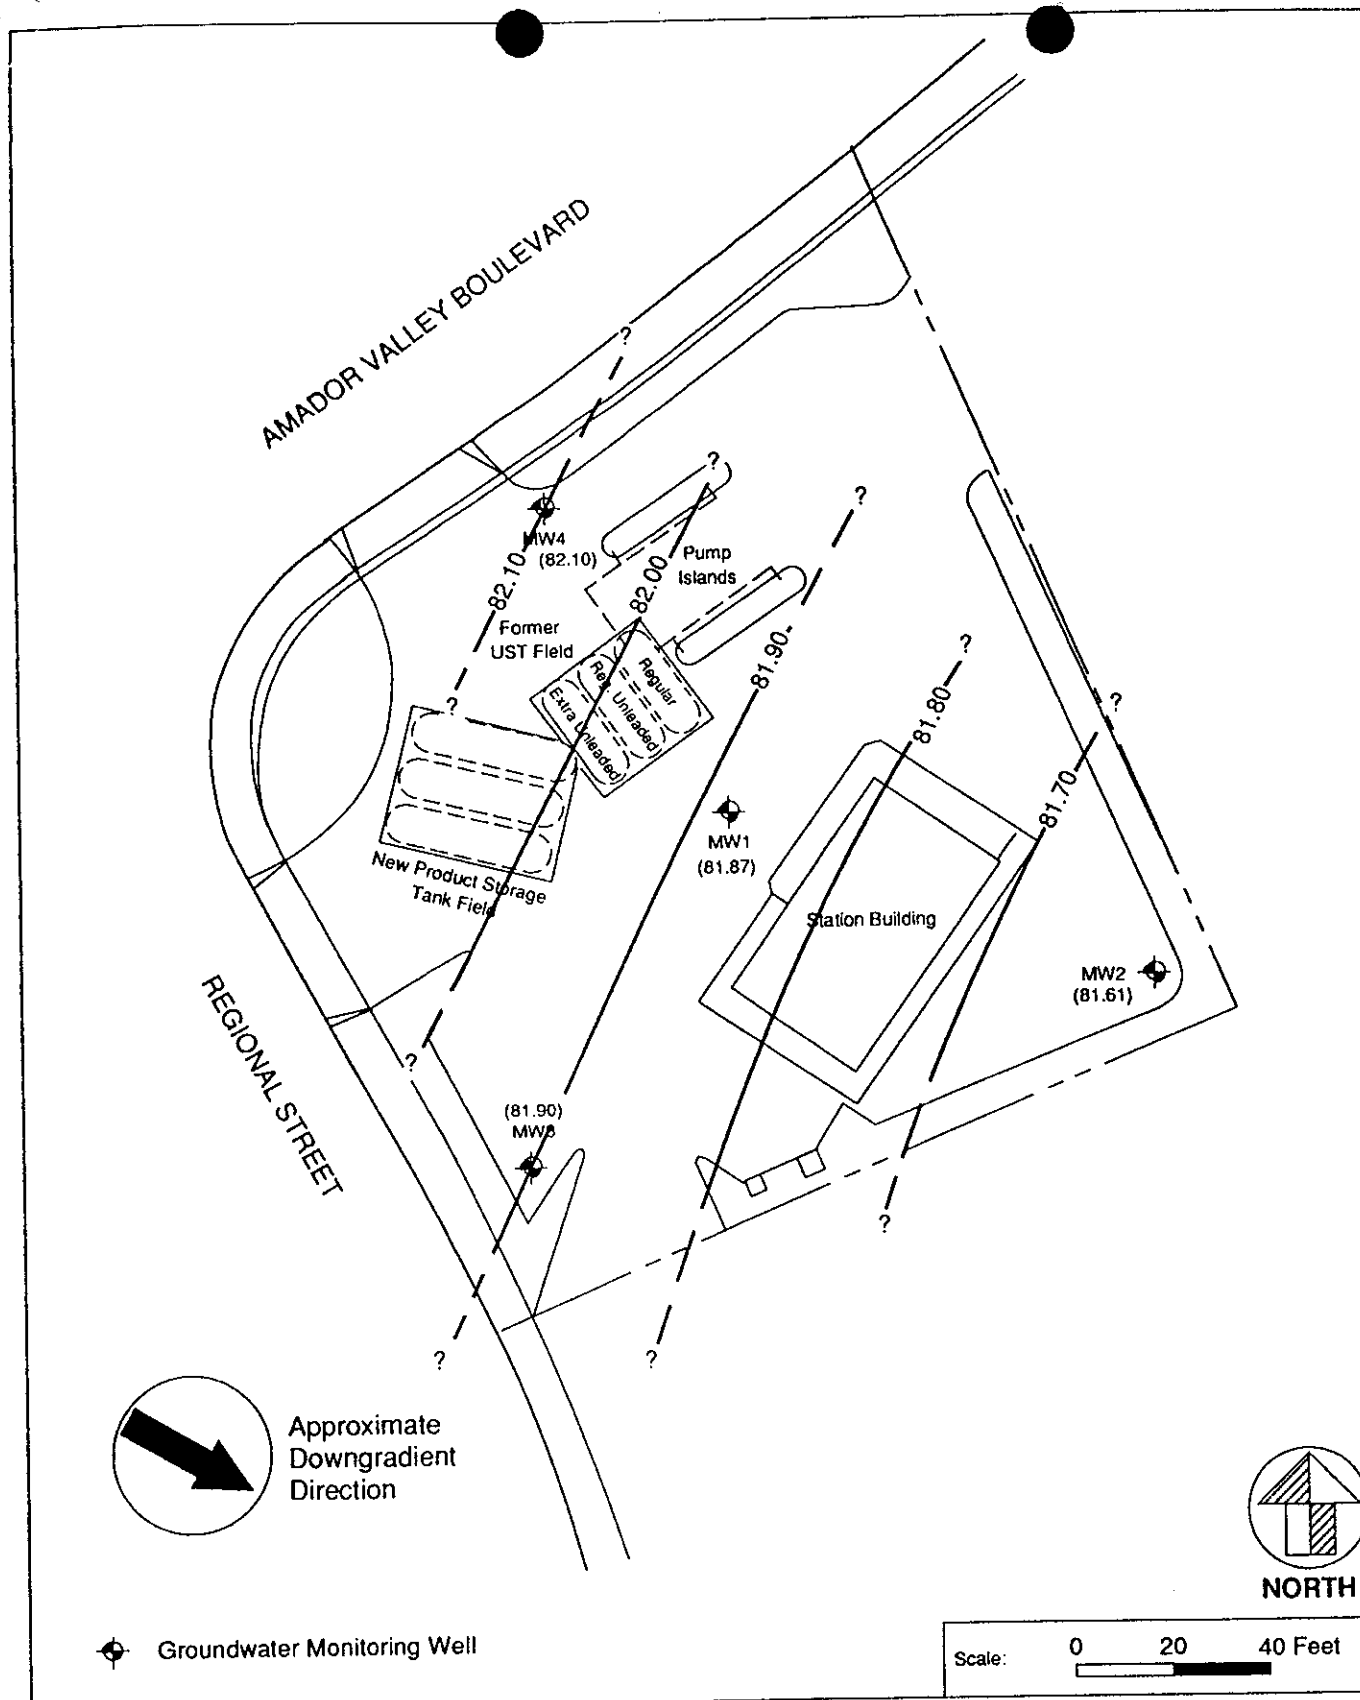 AMADOR VALLEY BOULEVARD
?
?
?
MW4
(82.10)
82.10
82.00
Pump
Islands
Former
UST Field
Regular
Reg. Unleaded
Extra Unleaded
81.90
?
81.80
?
?
81.70
New Product Storage
Tank Field
MW1
(81.87)
Station Building
MW2
(81.61)
REGIONAL STREET
?
(81.90)
MW3
?
?
?
Approximate
Downgradient
Direction
NORTH
Groundwater Monitoring Well
Scale:
0 20 40 Feet